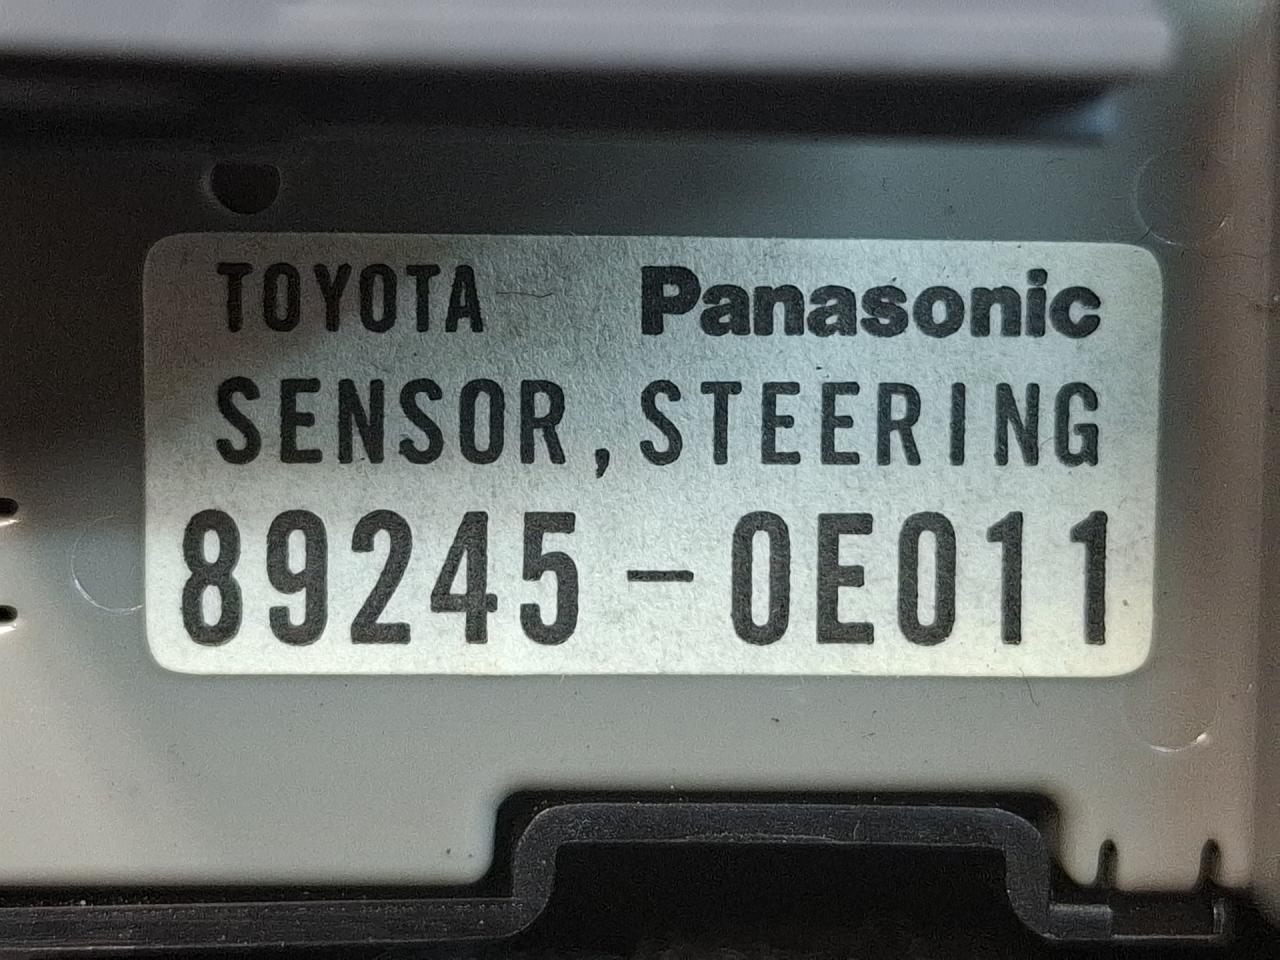 TOYOTA Panasonic
SENSOR, STEERING
89245-0E011